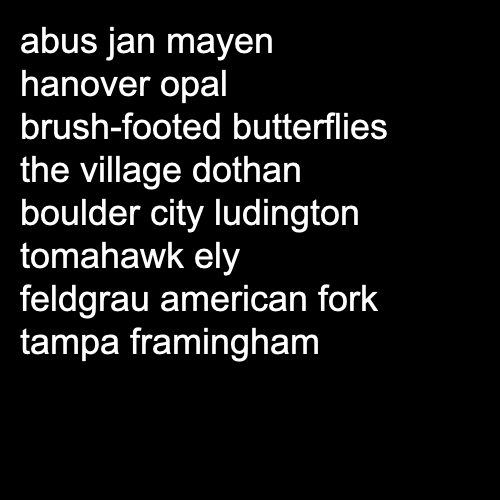 abus jan mayen
hanover opal
brush-footed butterflies
the village dothan
boulder city ludington
tomahawk ely
feldgrau american fork
tampa framingham